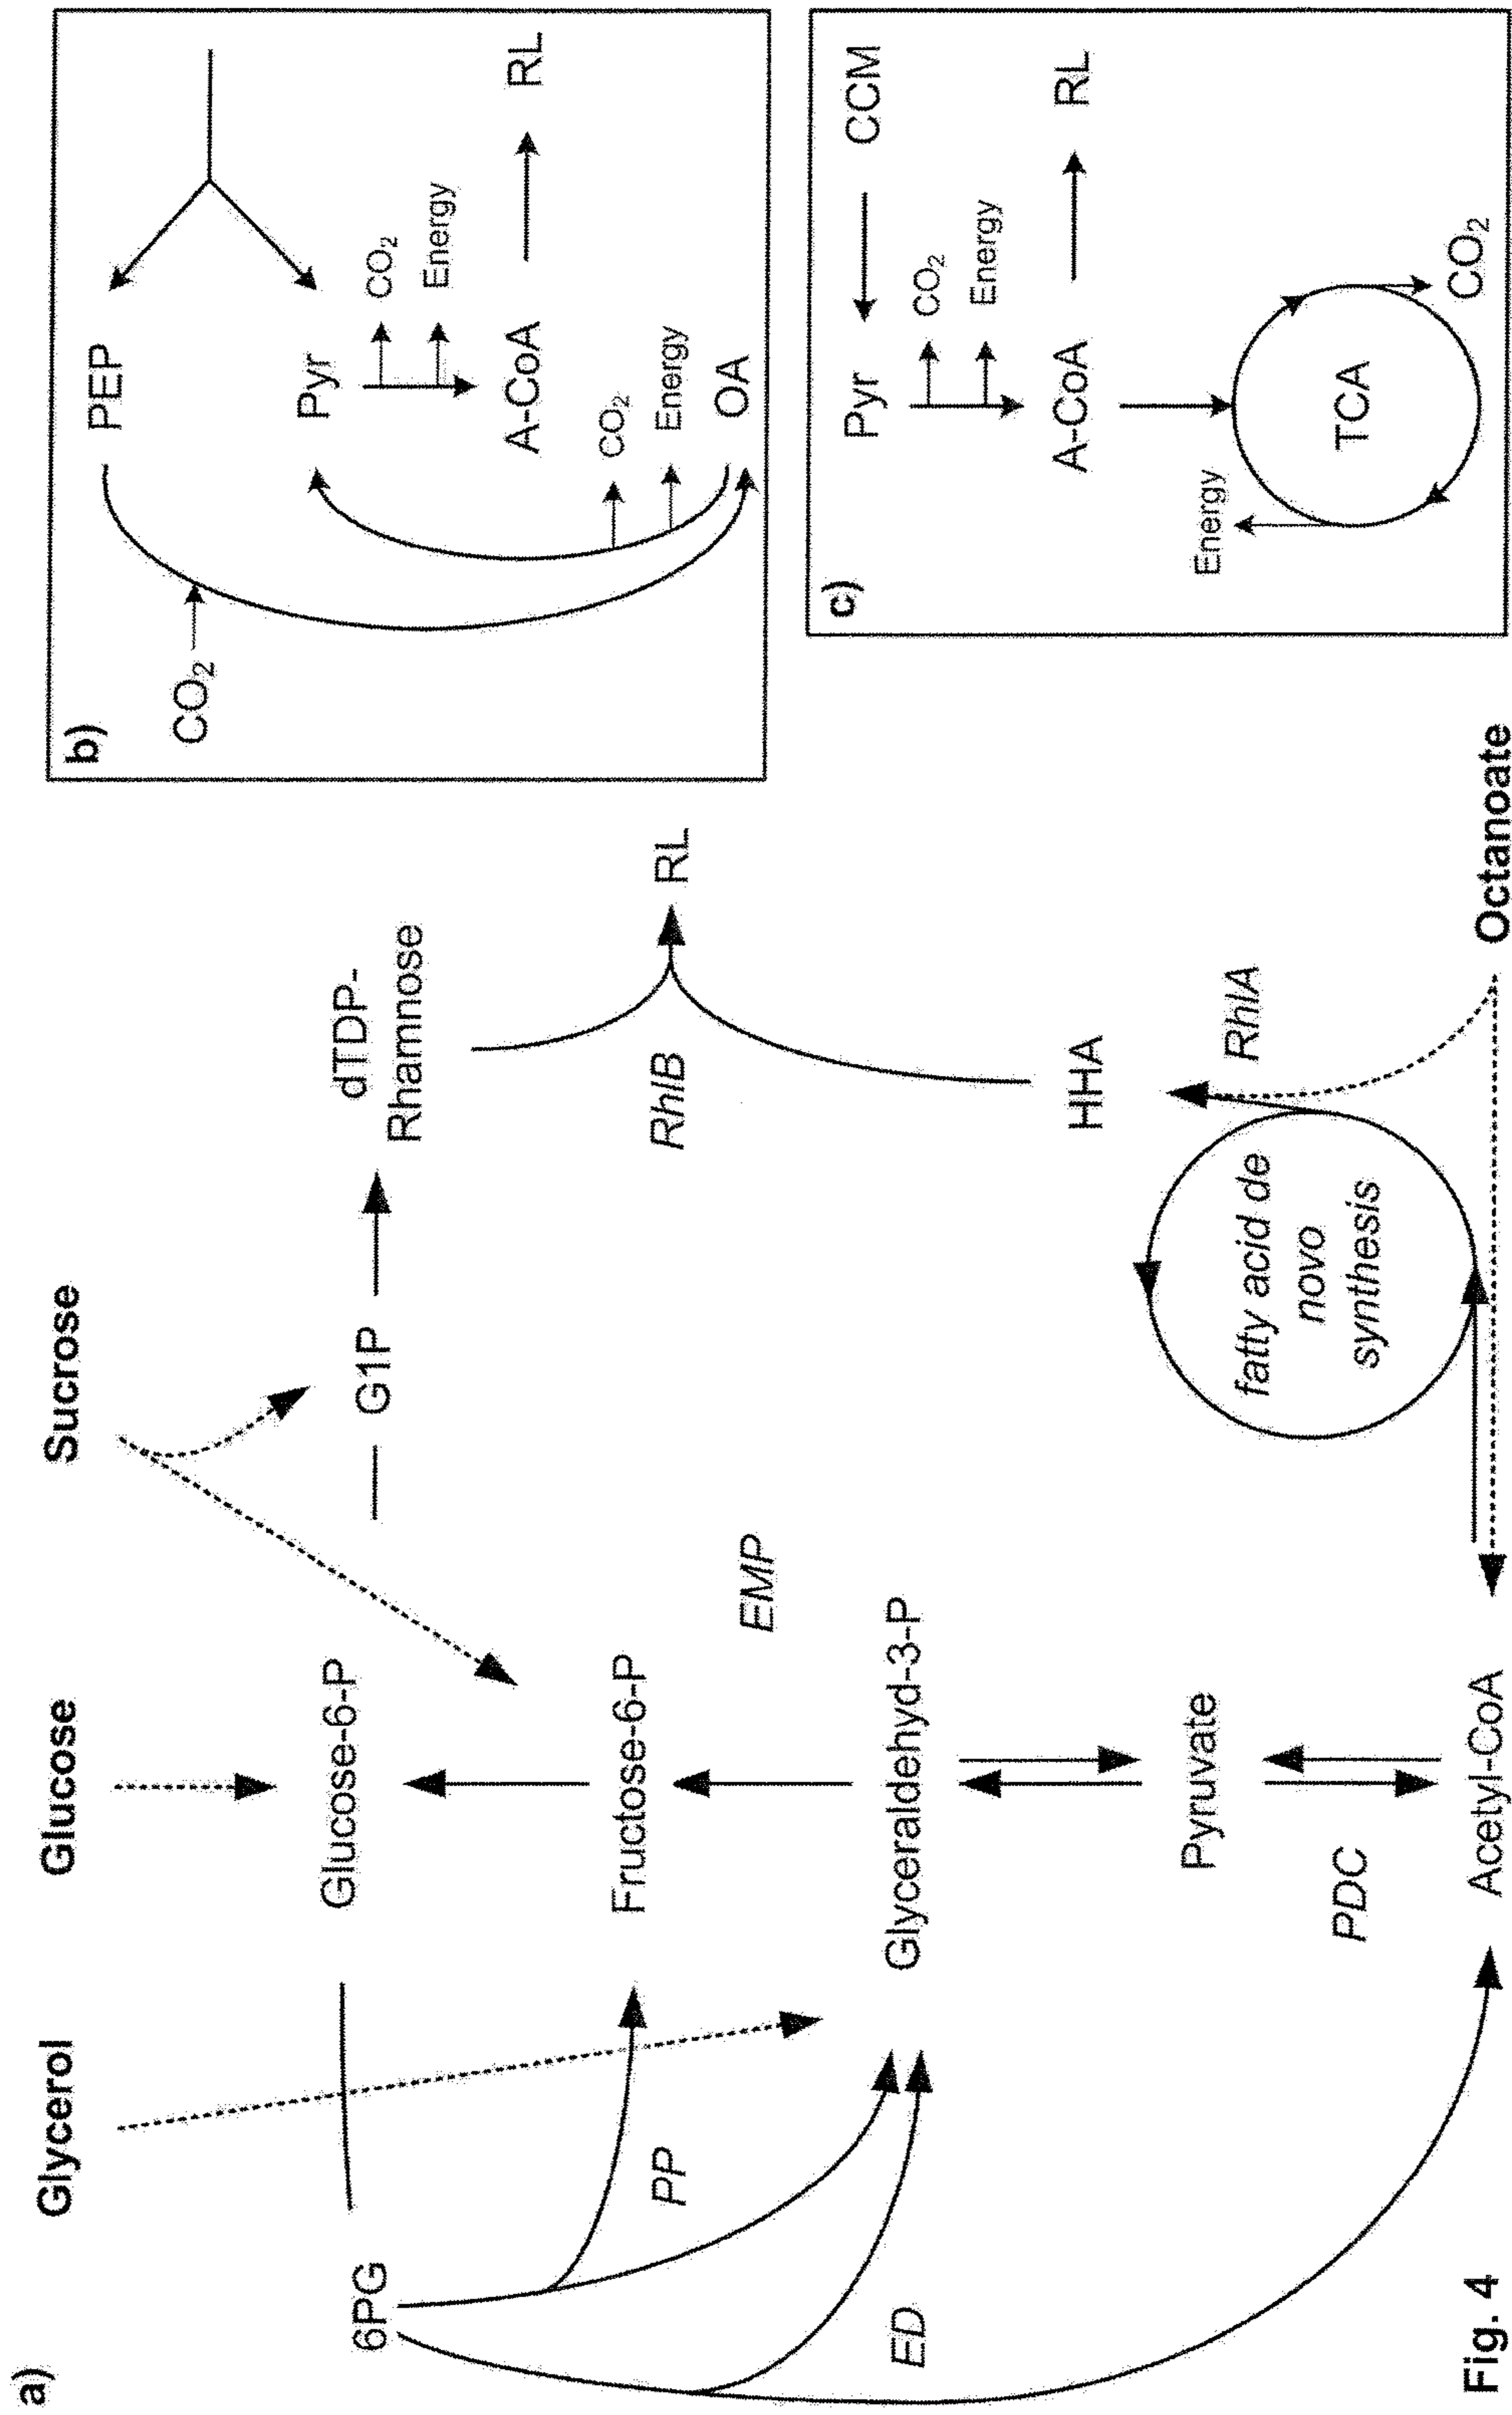 a)
Glycerol
Glucose
Sucrose
6PG
Glucose-6-P
G1P
dTDP-
Rhamnose
PP
Fructose-6-P
EMP
RhlB
RL
ED
Glyceraldehyd-3-P
HHA
Pyruvate
fatty acid de
novo
synthesis
RhlA
PDC
Acetyl-CoA
Octanoate
Fig. 4
b)
CO2
PEP
Pyr
CO2
Energy
A-CoA
RL
CO2
Energy
OA
c)
Pyr
CCM
CO2
Energy
A-CoA
RL
Energy
TCA
CO2